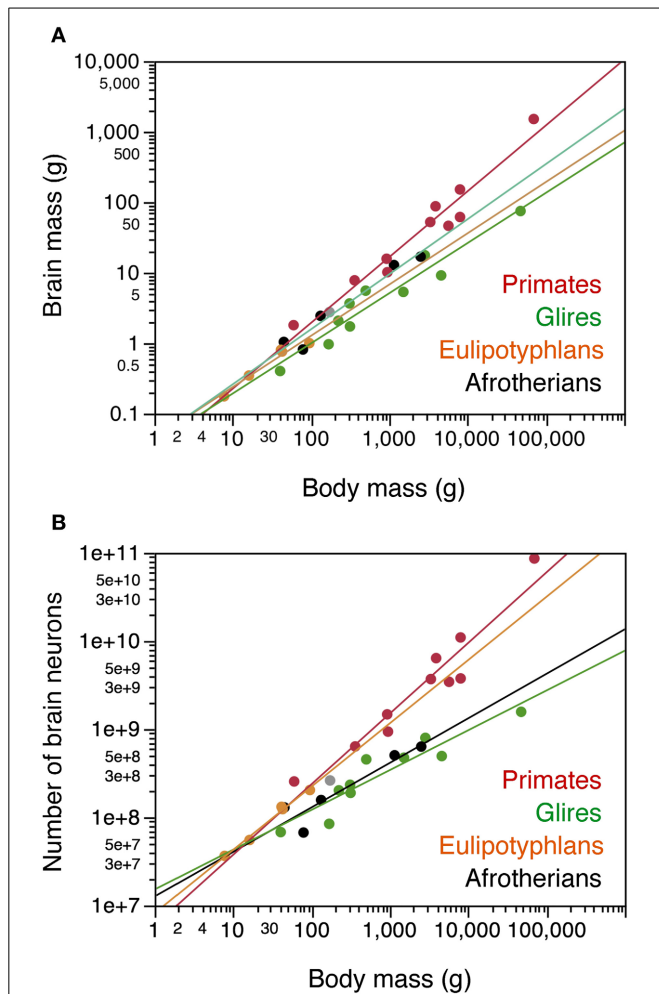 A
10,000
5,000
1,000
500
100
50
10
5
1
0.5
0.1
Brain mass (g)
Primates
Glires
Eulipotyphlans
Afrotherians
1 2 4 10 30 100 1,000 10,000 100,000
Body mass (g)
B
1e+11
5e+10
3e+10
1e+10
5e+9
3e+9
1e+9
5e+8
3e+8
1e+8
5e+7
3e+7
1e+7
Number of brain neurons
Primates
Glires
Eulipotyphlans
Afrotherians
1 2 4 10 30 100 1,000 10,000 100,000
Body mass (g)